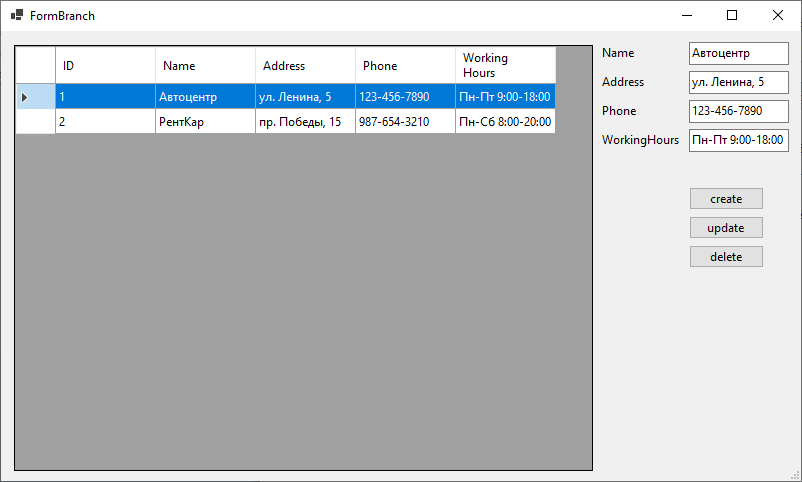 FormBranch
ID Name Address Phone Working Hours
1 Автоцентр ул. Ленина, 5 123-456-7890 Пн-Пт 9:00-18:00
2 РентКар пр. Победы, 15 987-654-3210 Пн-Сб 8:00-20:00
Name Автоцентр
Address ул. Ленина, 5
Phone 123-456-7890
WorkingHours Пн-Пт 9:00-18:00
create
update
delete